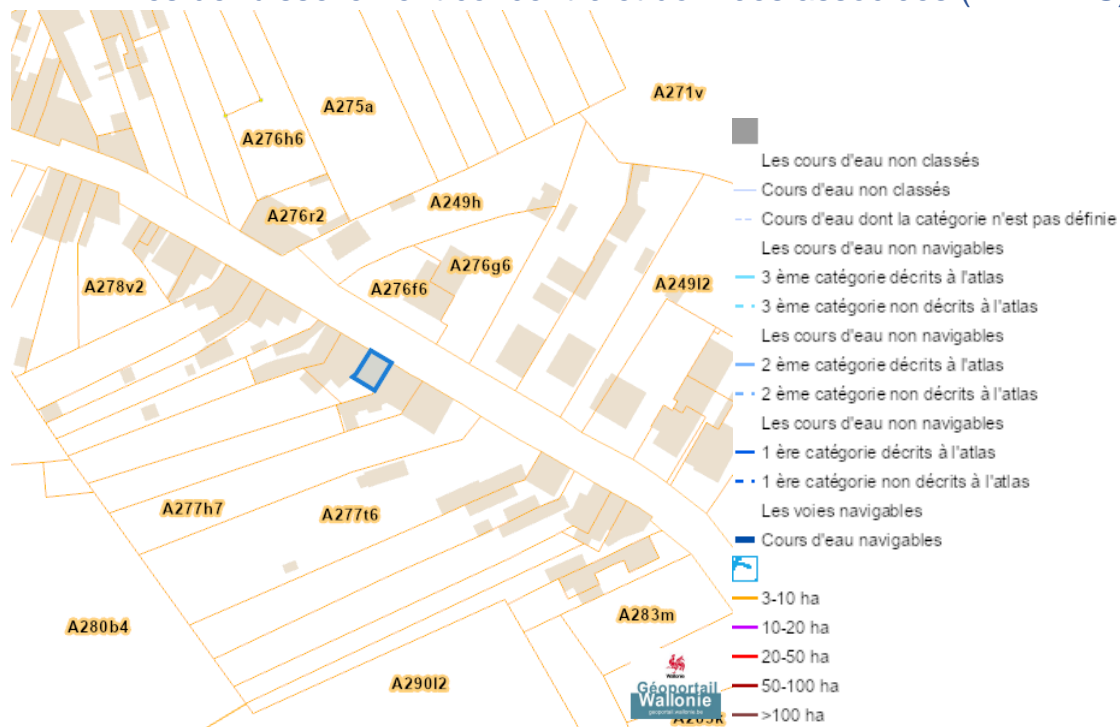 A271v
A275a
A276h6
A249h
A276r2
A276g6
A278v2
A276f6
A249l2
A277h7
A277t6
A280b4
A283m
A290l2
Wallonie
Géoportail
Wallonie
geoportail.wallonie.be
Les cours d'eau non classés
Cours d'eau non classés
Cours d'eau dont la catégorie n'est pas définie
Les cours d'eau non navigables
3 ème catégorie décrits à l'atlas
3 ème catégorie non décrits à l'atlas
Les cours d'eau non navigables
2 ème catégorie décrits à l'atlas
2 ème catégorie non décrits à l'atlas
Les cours d'eau non navigables
1 ère catégorie décrits à l'atlas
1 ère catégorie non décrits à l'atlas
Les voies navigables
Cours d'eau navigables
3-10 ha
10-20 ha
20-50 ha
50-100 ha
>100 ha